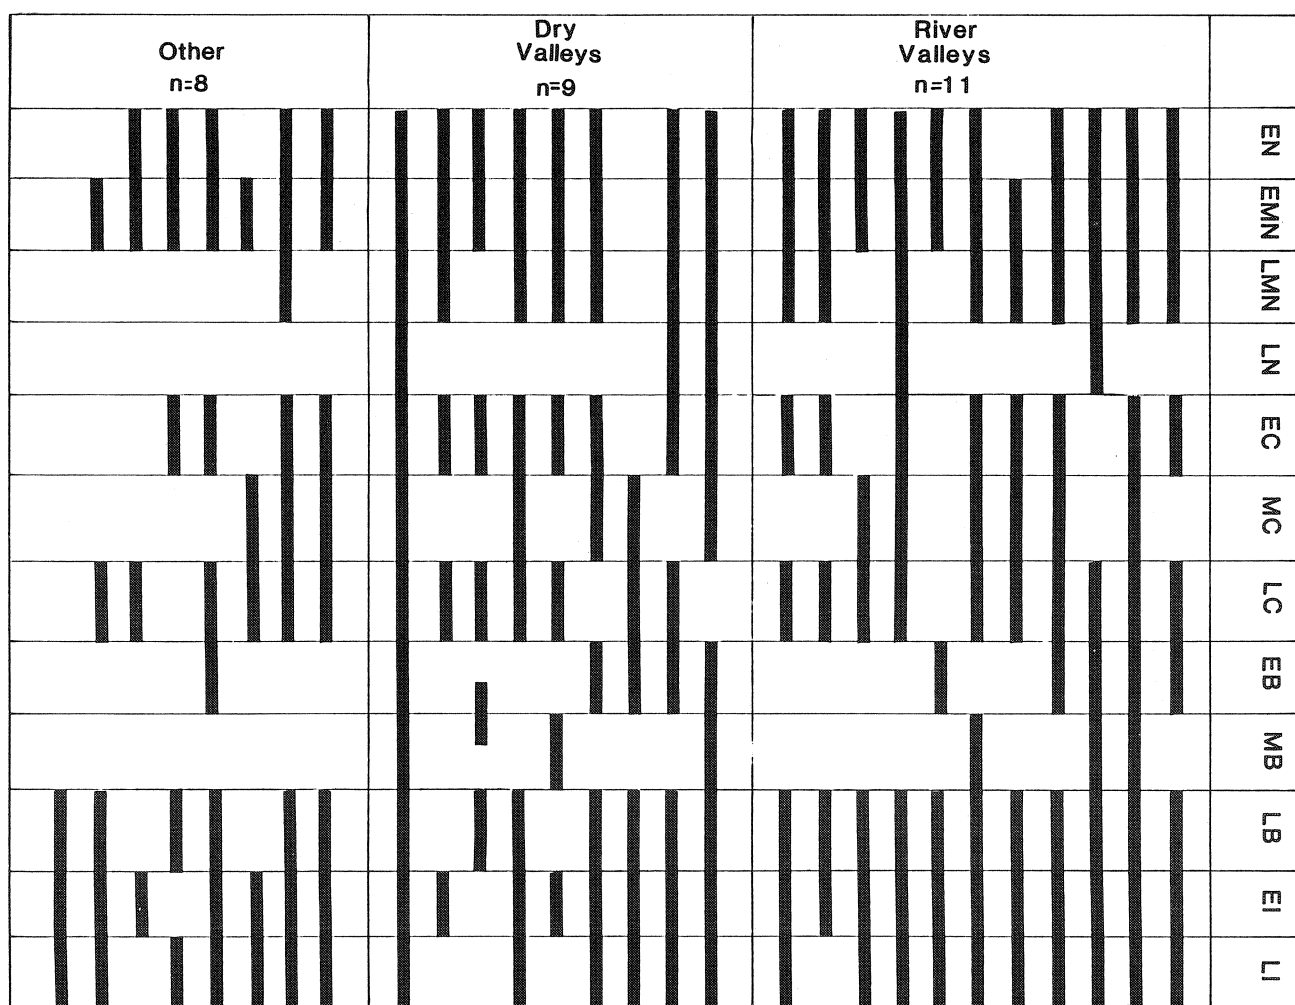 Other
n=8
Dry
Valleys
n=9
River
Valleys
n=11
EN
EMN
LMN
LN
EC
MC
LC
EB
MB
LB
EI
LI